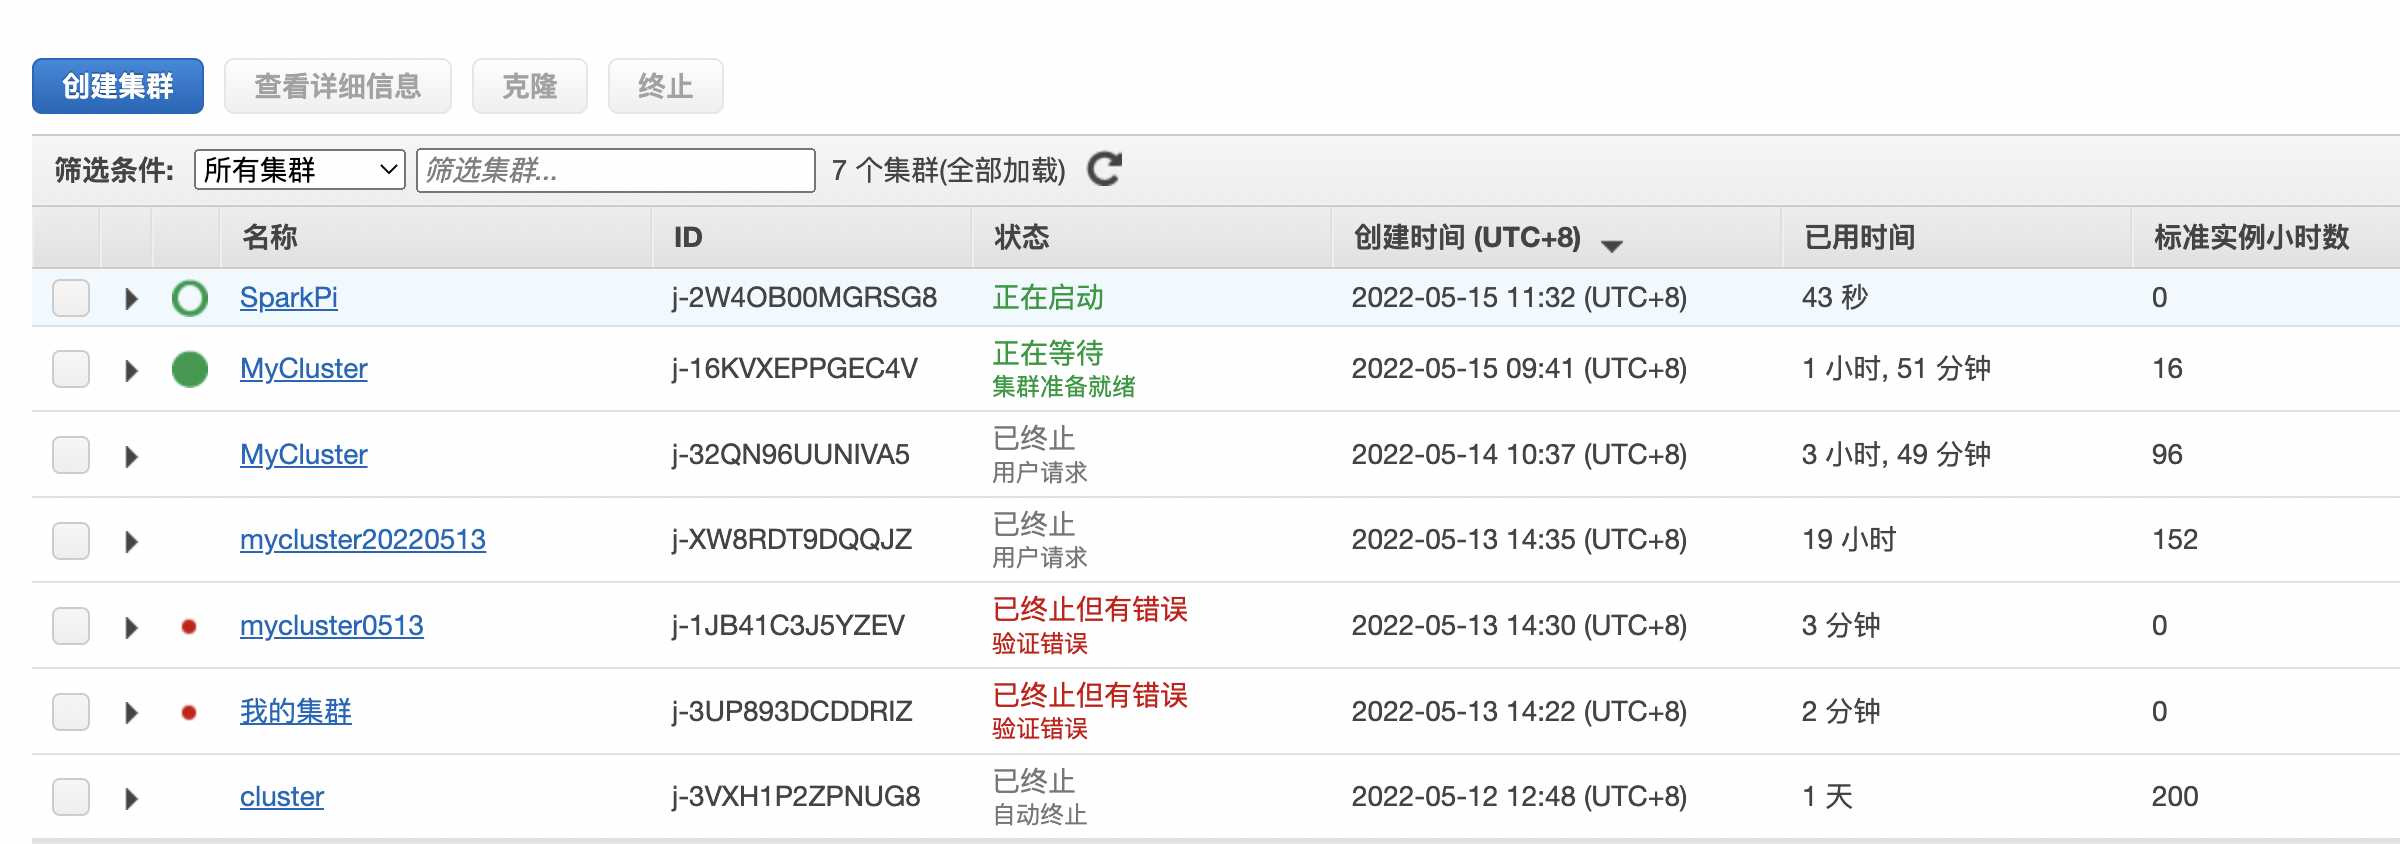 创建集群 查看详细信息 克隆 终止
筛选条件: 所有集群 筛选集群... 7 个集群(全部加载)
名称 ID 状态 创建时间 (UTC+8) 已用时间 标准实例小时数
SparkPi j-2W4OB00MGRSG8 正在启动 2022-05-15 11:32 (UTC+8) 43 秒 0
MyCluster j-16KVXEPPGEC4V 正在等待 2022-05-15 09:41 (UTC+8) 1 小时, 51 分钟 16
集群准备就绪
MyCluster j-32QN96UUNIVA5 已终止 2022-05-14 10:37 (UTC+8) 3 小时, 49 分钟 96
用户请求
mycluster20220513 j-XW8RDT9DQQJZ 已终止 2022-05-13 14:35 (UTC+8) 19 小时 152
用户请求
mycluster0513 j-1JB41C3J5YZEV 已终止但有错误 2022-05-13 14:30 (UTC+8) 3 分钟 0
验证错误
我的集群 j-3UP893DCDDRIZ 已终止但有错误 2022-05-13 14:22 (UTC+8) 2 分钟 0
验证错误
cluster j-3VXH1P2ZPNUG8 已终止 2022-05-12 12:48 (UTC+8) 1 天 200
自动终止